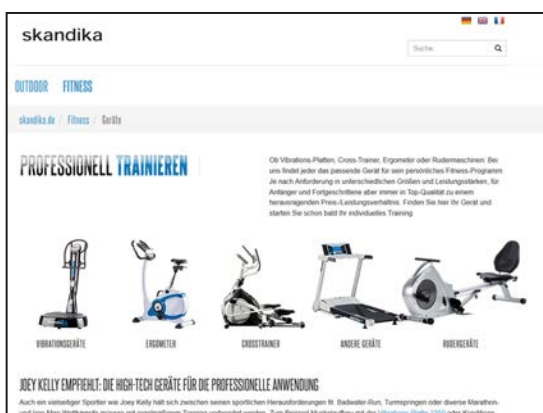 skandika
Suche:
OUTDOOR FITNESS
skandika.de / Fitness / Geräte
PROFESSIONELL TRAINIEREN
Ob Vibrations-Platten, Cross-Trainer, Ergometer oder Rudermaschinen: Bei
uns findet jeder das passende Gerät für sein persönliches Fitness-Programm
Je nach Anforderung in unterschiedlichen Größen und Leistungsstärken, für
Anfänger und Fortgeschrittene aber immer in Top-Qualität zu einem
herausragenden Preis-/Leistungsverhältnis. Finden Sie hier Ihr Gerät und
starten Sie schon bald Ihr individuelles Training.
VIBRATIONSGERÄTE ERGOMETER CROSSTRAINER ANDERE GERÄTE RUDERGERÄTE
JOEY KELLY EMPFIEHLT: DIE HIGH-TECH GERÄTE FÜR DIE PROFESSIONELLE ANWENDUNG
Auch ein vielseitiger Sportler wie Joey Kelly hält sich zwischen seinen sportlichen Herausforderungen fit. Badwater-Run, Turmspringen oder diverse Marathon-